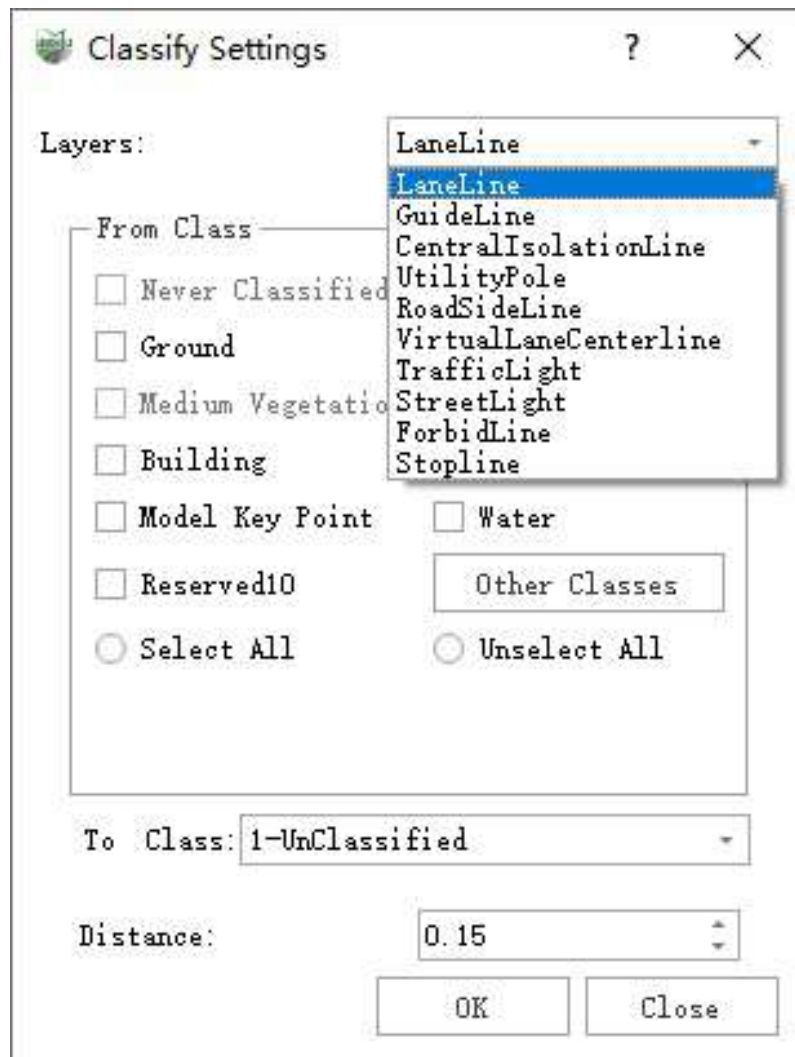 Classify Settings
Layers:
LaneLine
LaneLine
GuideLine
CentralIsolationLine
UtilityPole
RoadSideLine
VirtualLaneCenterline
TrafficLight
StreetLight
ForbidLine
Stopline
From Class
Never Classified
Ground
Medium Vegetatio
Building
Model Key Point
Water
Reserved10
Other Classes
Select All
Unselect All
To Class:
1-UnClassified
Distance:
0.15
OK
Close